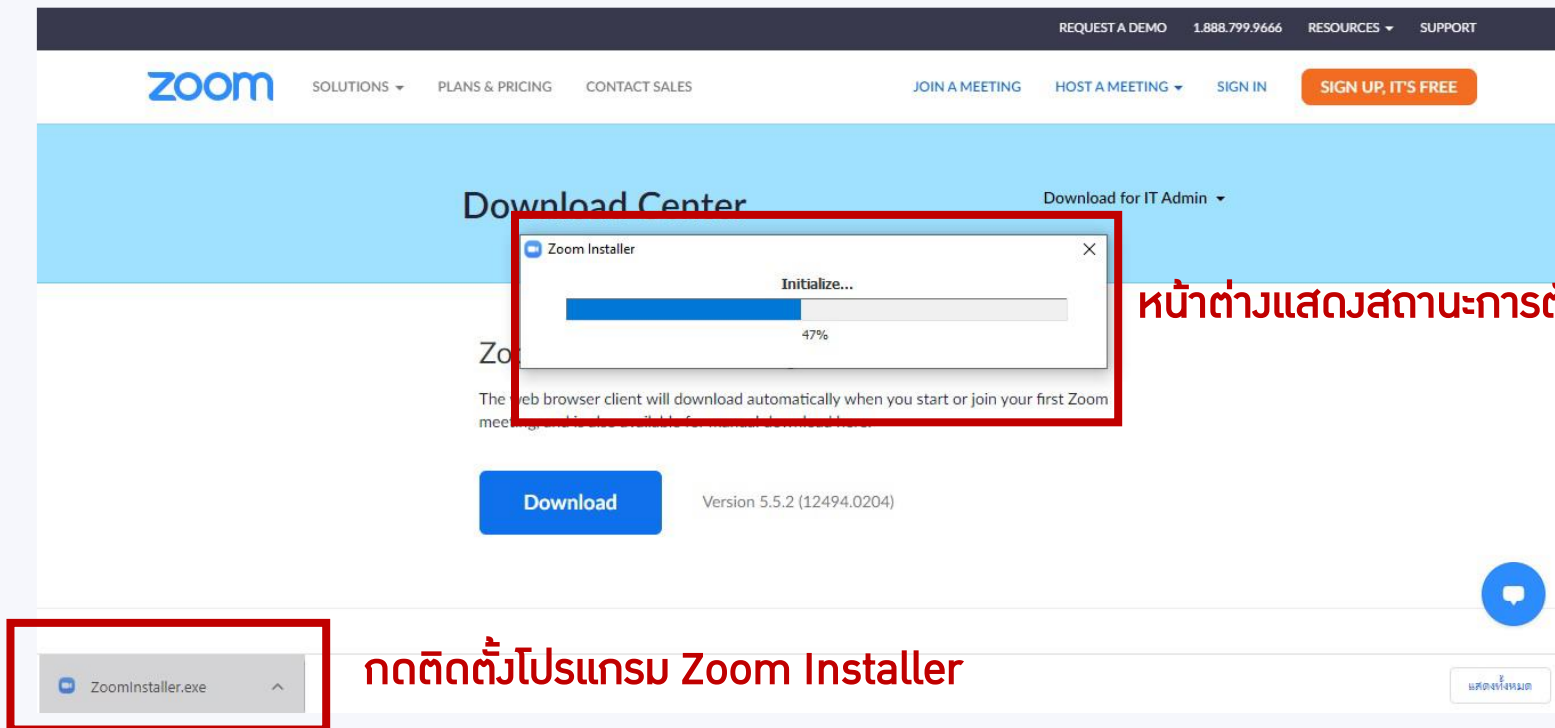 REQUEST A DEMO 1.888.799.9666 RESOURCES SUPPORT
zoom SOLUTIONS PLANS & PRICING CONTACT SALES JOIN A MEETING HOST A MEETING SIGN IN SIGN UP, IT'S FREE
Download Center
Download for IT Admin
Zoom Installer
Initialize...
47%
หน้าต่างแสดงสถานะการ
The web browser client will download automatically when you start or join your first Zoom
Download Version 5.5.2 (12494.0204)
กดติดตั้งโปรแกรม Zoom Installer
ZoomInstaller.exe
แสดงทั้งหมด